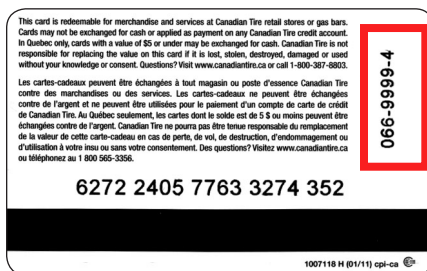 This card is redeemable for merchandise and services at Canadian Tire retail stores or gas bars.
Cards may not be exchanged for cash or applied as payment on any Canadian Tire credit account.
In Quebec only, cards with a value of $5 or under may be exchanged for cash. Canadian Tire is not
responsible for replacing the value on this card if it is lost, stolen, destroyed, damaged or used
without your knowledge or consent. Questions? Visit www.canadiantire.ca or call 1-800-387-8803.
Les cartes-cadeaux peuvent être échangées à tout magasin ou poste d'essence Canadian Tire
contre des marchandises ou des services. Les cartes-cadeaux ne peuvent être échangées
contre de l'argent et ne peuvent être utilisées pour le paiement d'un compte de carte de crédit
de Canadian Tire. Au Québec seulement, les cartes dont le solde est de 5 $ ou moins peuvent être
échangées contre de l'argent. Canadian Tire ne pourra pas être tenue responsable du remplacement
de la valeur de cette carte-cadeau en cas de perte, de vol, de destruction, d'endommagement ou
d'utilisation à votre insu ou sans votre consentement. Des questions? Visitez www.canadiantire.ca
ou téléphonez au 1 800 565-3356.
066-9999-4
6272 2405 7763 3274 352
1007118 H (01/11) cpi-ca